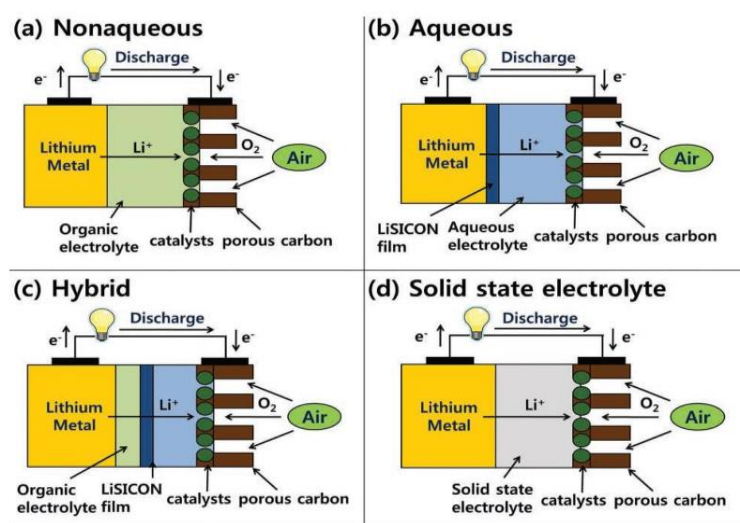 (a) Nonaqueous
Discharge
e-
e-
Lithium
Metal
Li+
O2
Air
Organic
electrolyte
catalysts porous carbon
(b) Aqueous
Discharge
e-
e-
Lithium
Metal
Li+
O2
Air
LiSICON
film
Aqueous
electrolyte
catalysts porous carbon
(c) Hybrid
Discharge
e-
e-
Lithium
Metal
Li+
O2
Air
Organic
electrolyte
LiSICON
film
catalysts porous carbon
(d) Solid state electrolyte
Discharge
e-
e-
Lithium
Metal
Li+
O2
Air
Solid state
electrolyte
catalysts porous carbon